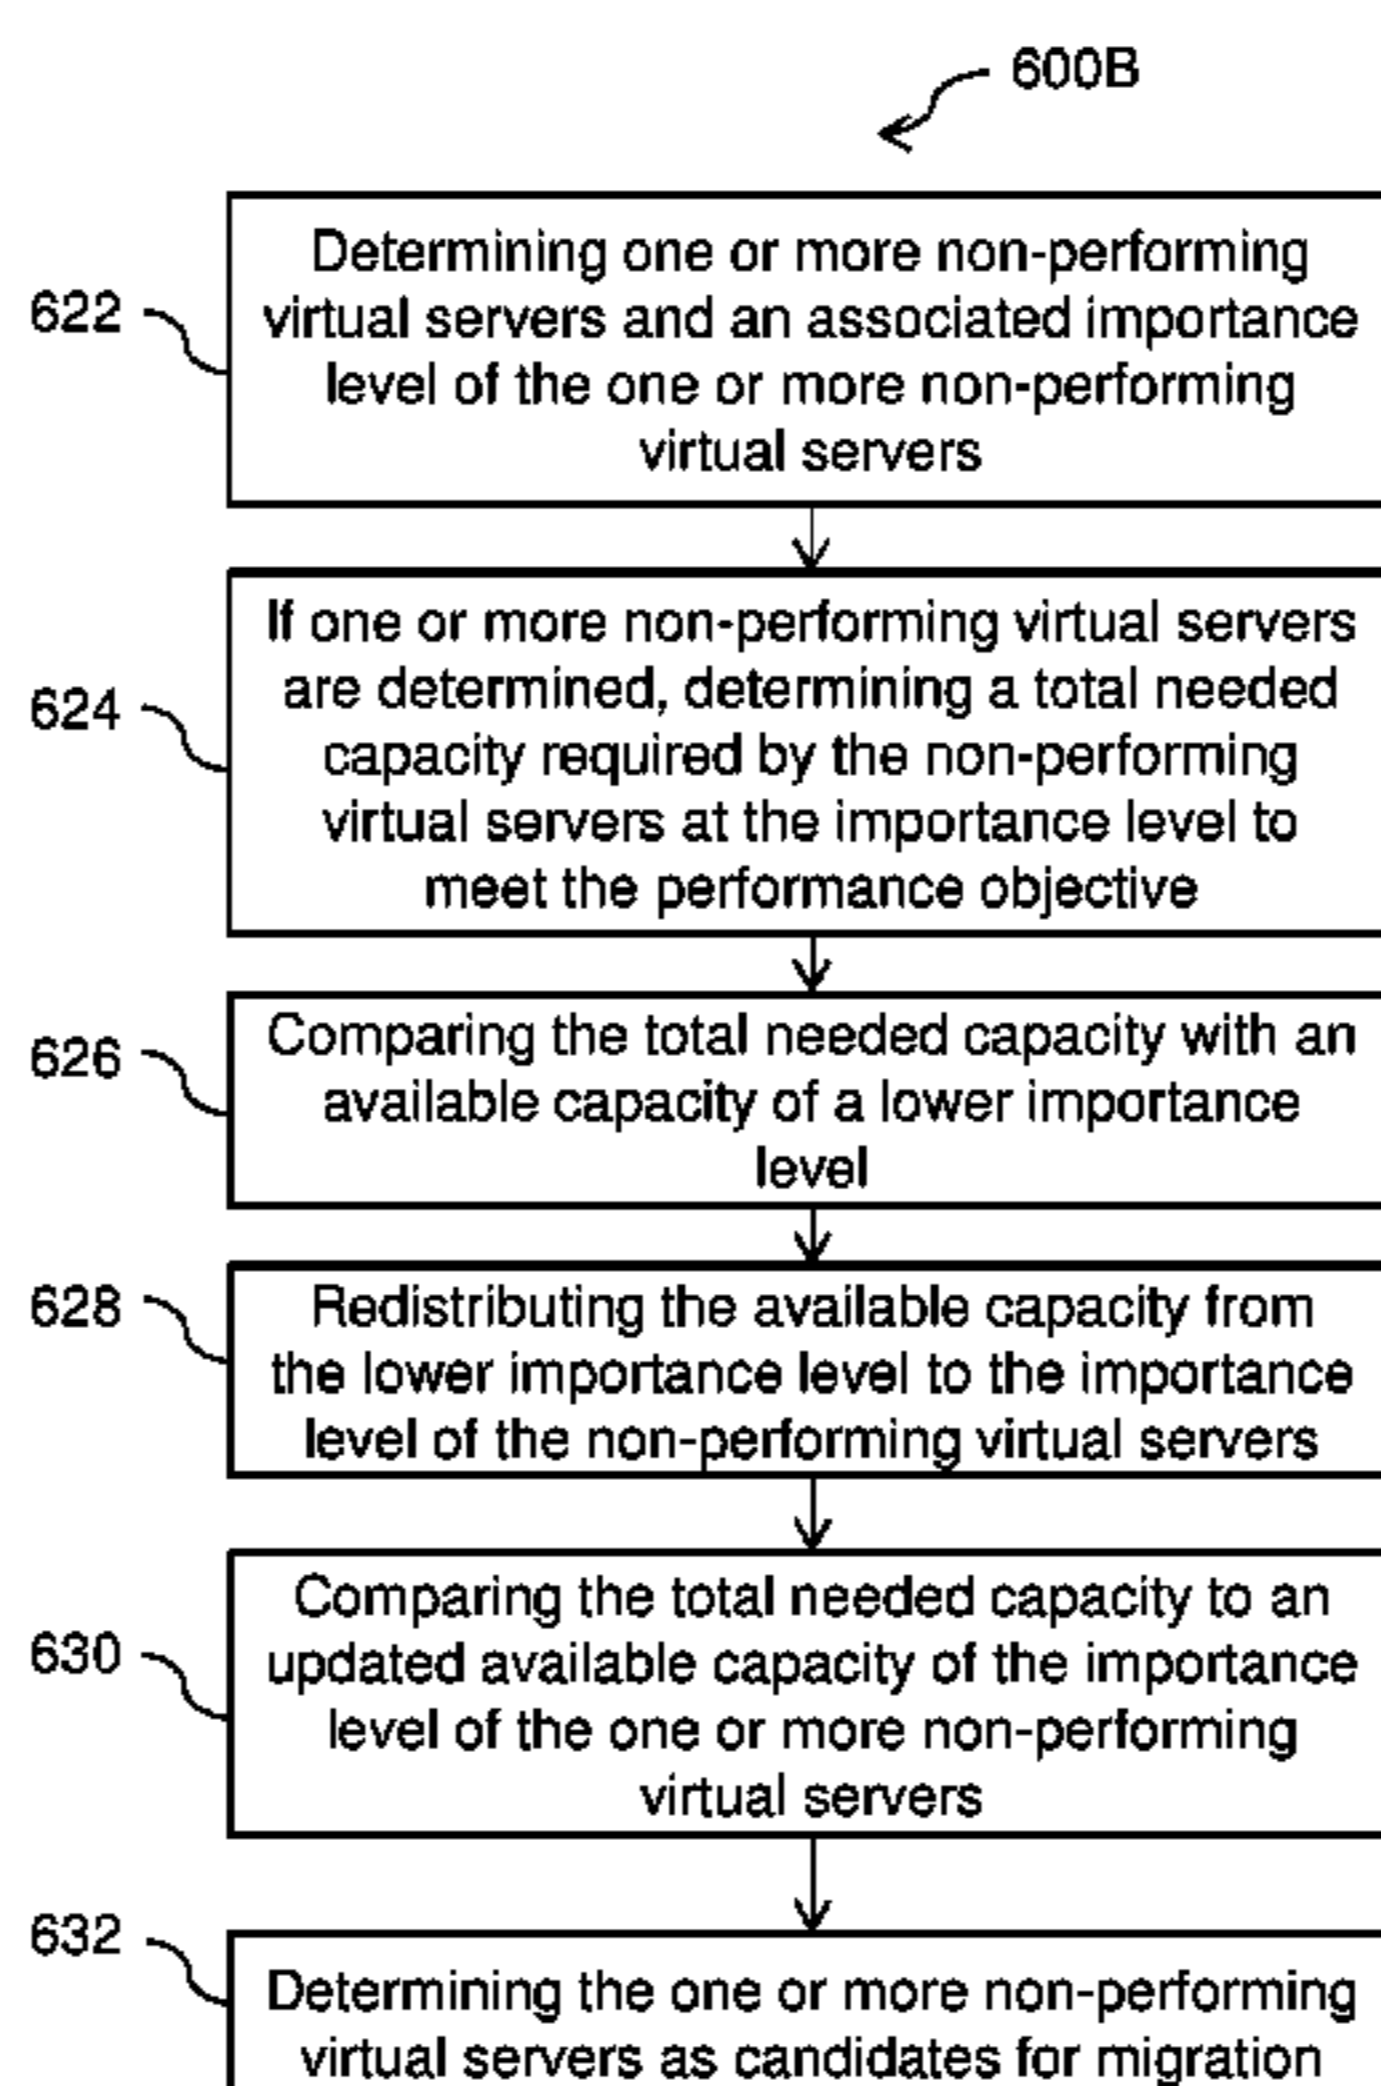 600B
622
Determining one or more non-performing
virtual servers and an associated importance
level of the one or more non-performing
virtual servers
624
If one or more non-performing virtual servers
are determined, determining a total needed
capacity required by the non-performing
virtual servers at the importance level to
meet the performance objective
626
Comparing the total needed capacity with an
available capacity of a lower importance
level
628
Redistributing the available capacity from
the lower importance level to the importance
level of the non-performing virtual servers
630
Comparing the total needed capacity to an
updated available capacity of the importance
level of the one or more non-performing
virtual servers
632
Determining the one or more non-performing
virtual servers as candidates for migration